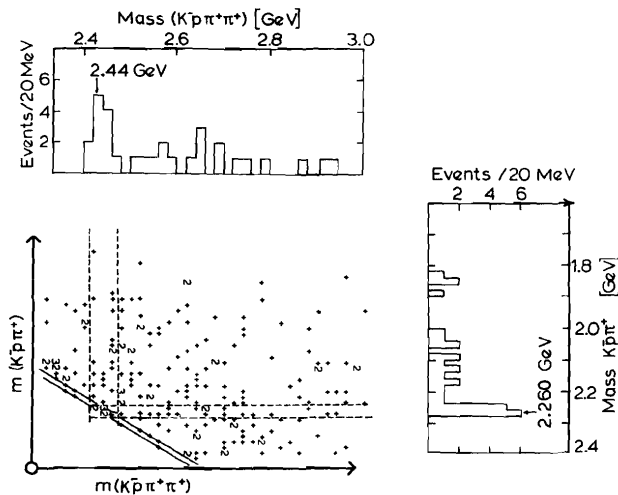 Mass (K⁻pπ⁺π⁺) [GeV]
2.4 2.6 2.8 3.0
Events/20 MeV
6
4
2
2.44 GeV
Events /20 MeV
2 4 6
1.8
2.0
2.2
2.4
Mass K⁻pπ⁺ [GeV]
2.260 GeV
m(K⁻pπ⁺)
m(K⁻pπ⁺π⁺)